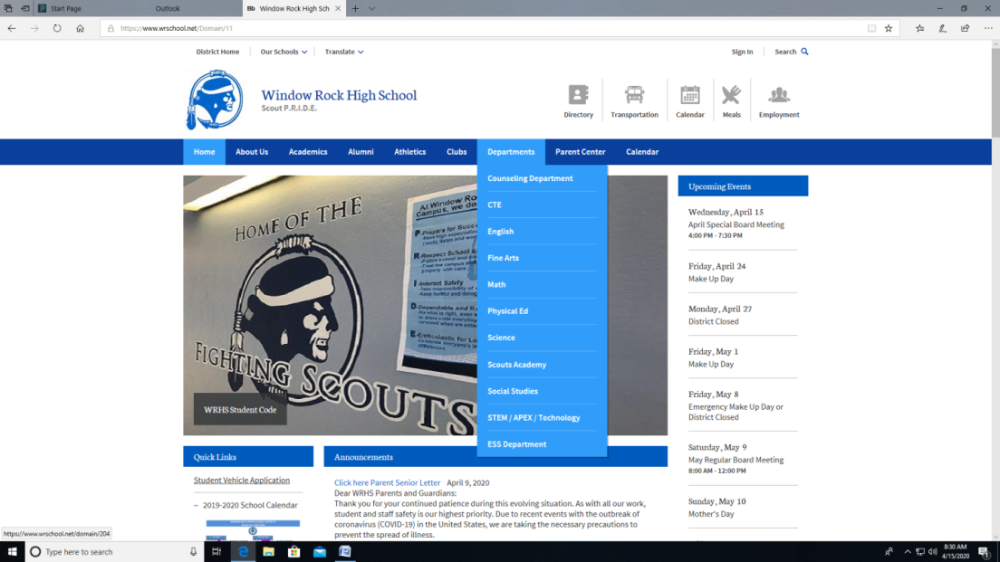 Start Page
Outlook
Bb Window Rock High Sch
https://www.wrschool.net/Domain/11
District Home
Our Schools
Translate
Sign In
Search
Window Rock High School
Scout P.R.I.D.E.
Directory
Transportation
Calendar
Meals
Employment
Home
About Us
Academics
Alumni
Athletics
Clubs
Departments
Parent Center
Calendar
Counseling Department
CTE
English
Fine Arts
Math
Physical Ed
Science
Scouts Academy
Social Studies
STEM / APEX / Technology
ESS Department
HOME OF THE
FIGHTING SCOUTS
At Window Ro
Campus, we do
P-Prepare for Succe
R-Respect School a
I-Interact Safely
D-Dependable and R
E-Enthusiastic for Le
WRHS Student Code
Upcoming Events
Wednesday, April 15
April Special Board Meeting
4:00 PM - 7:30 PM
Friday, April 24
Make Up Day
Monday, April 27
District Closed
Friday, May 1
Make Up Day
Friday, May 8
Emergency Make Up Day or
District Closed
Saturday, May 9
May Regular Board Meeting
8:00 AM - 12:00 PM
Sunday, May 10
Mother's Day
Quick Links
Student Vehicle Application
2019-2020 School Calendar
Announcements
Click here Parent Senior Letter April 9, 2020
Dear WRHS Parents and Guardians:
Thank you for your continued patience during this evolving situation. As with all our work,
student and staff safety is our highest priority. Due to recent events with the outbreak of
coronavirus (COVID-19) in the United States, we are taking the necessary precautions to
prevent the spread of illness.
https://www.wrschool.net/domain/204
Type here to search
8:30 AM
4/15/2020